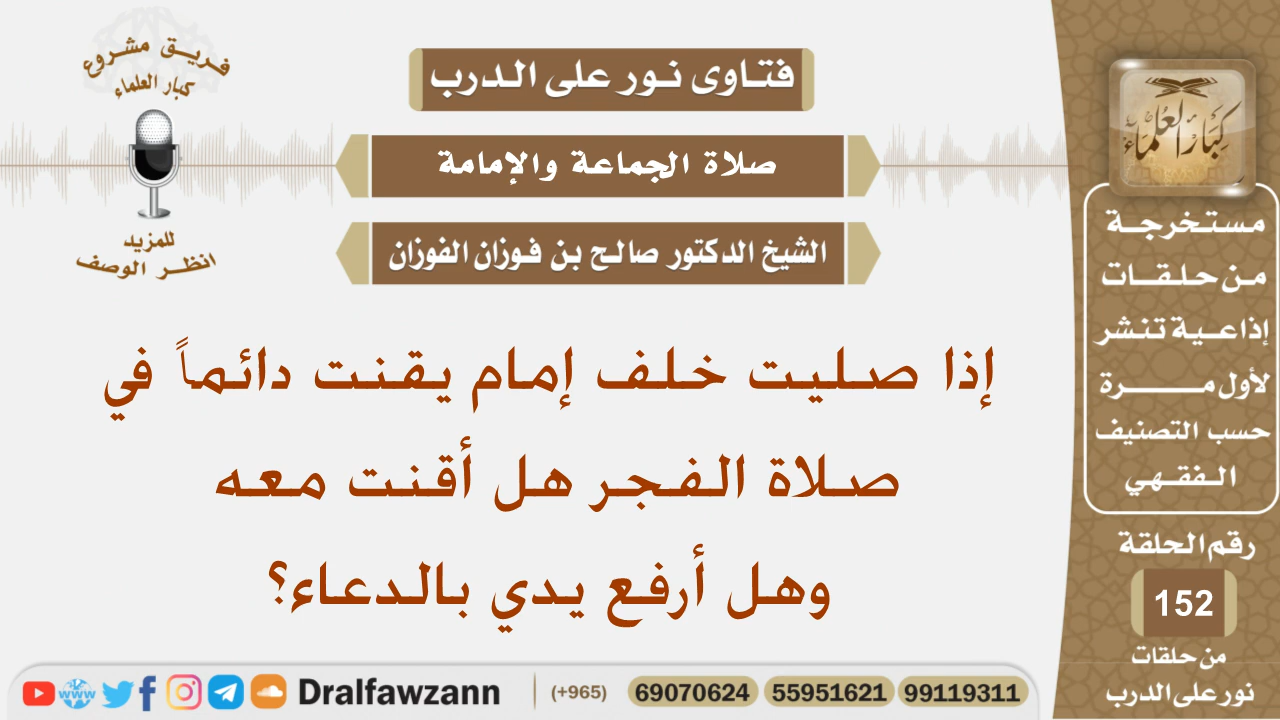 فريق مشروع
كبار العلماء
للمزيد
انظر الوصف
فتاوى نور على الدرب
صلاة الجماعة والإمامة
الشيخ الدكتور صالح بن فوزان الفوزان
إذا صليت خلف إمام يقنت دائماً في
صلاة الفجر هل أقنت معه
وهل أرفع يدي بالدعاء؟
كبار العلماء
مستخرجة
من حلقات
إذاعية تنشر
لأول مرة
حسب التصنيف
الفقهي
رقم الحلقة
152
من حلقات
نور على الدرب
www Dralfawzann (+965) 69070624 55951621 99119311